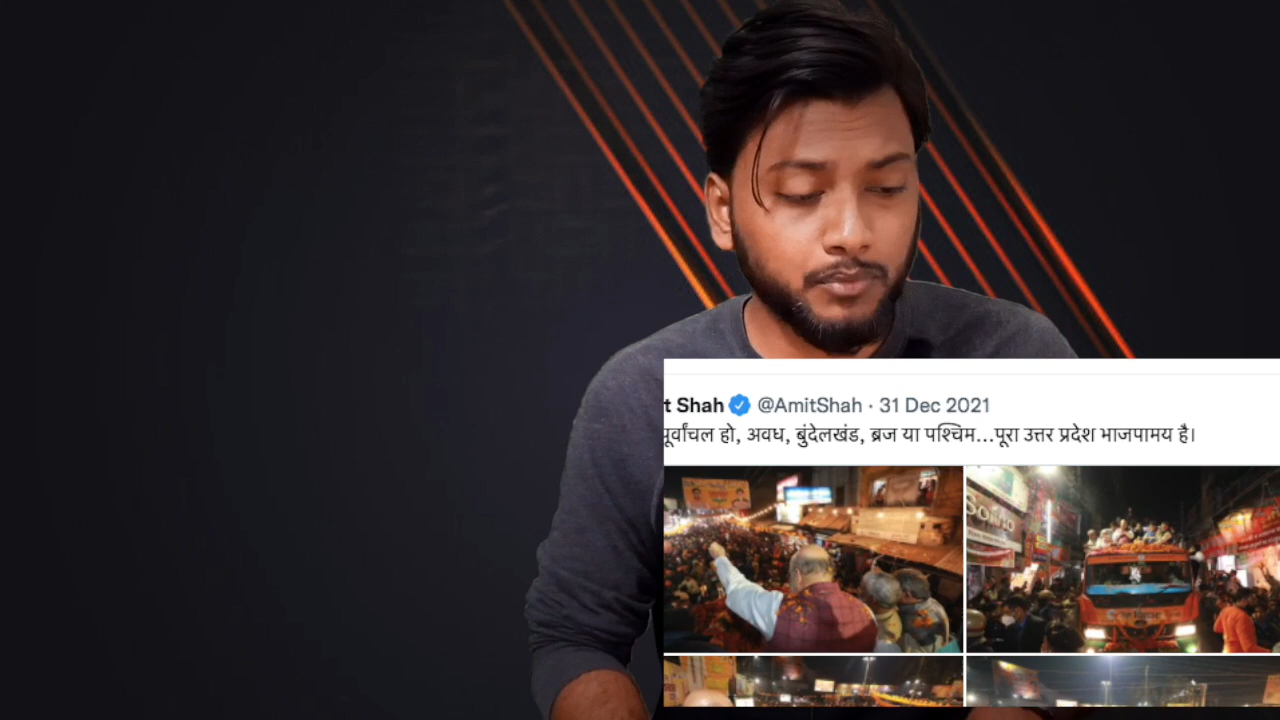 t Shah @AmitShah · 31 Dec 2021
पूर्वांचल हो, अवध, बुंदेलखंड, ब्रज या पश्चिम...पूरा उत्तर प्रदेश भाजपामय है।